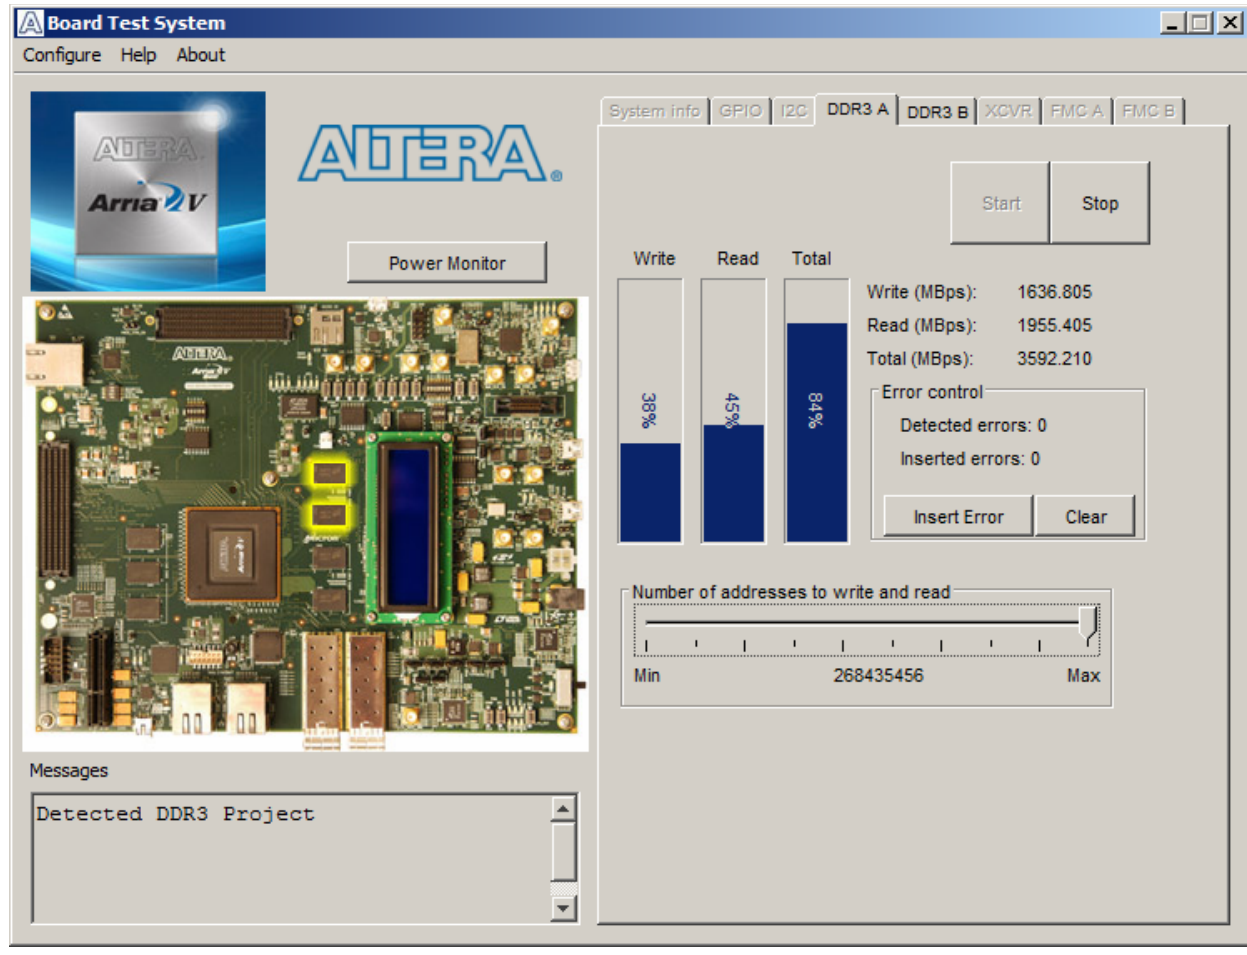 Board Test System
Configure Help About
System info GPIO I2C DDR3 A DDR3 B XCVR FMC A FMC B
ALTERA
Arria V
ALTERA®
Power Monitor
Start Stop
Write Read Total
38% 45% 84%
Write (MBps): 1636.805
Read (MBps): 1955.405
Total (MBps): 3592.210
Error control
Detected errors: 0
Inserted errors: 0
Insert Error Clear
ALTERA
Arria V
Number of addresses to write and read
Min 268435456 Max
Messages
Detected DDR3 Project